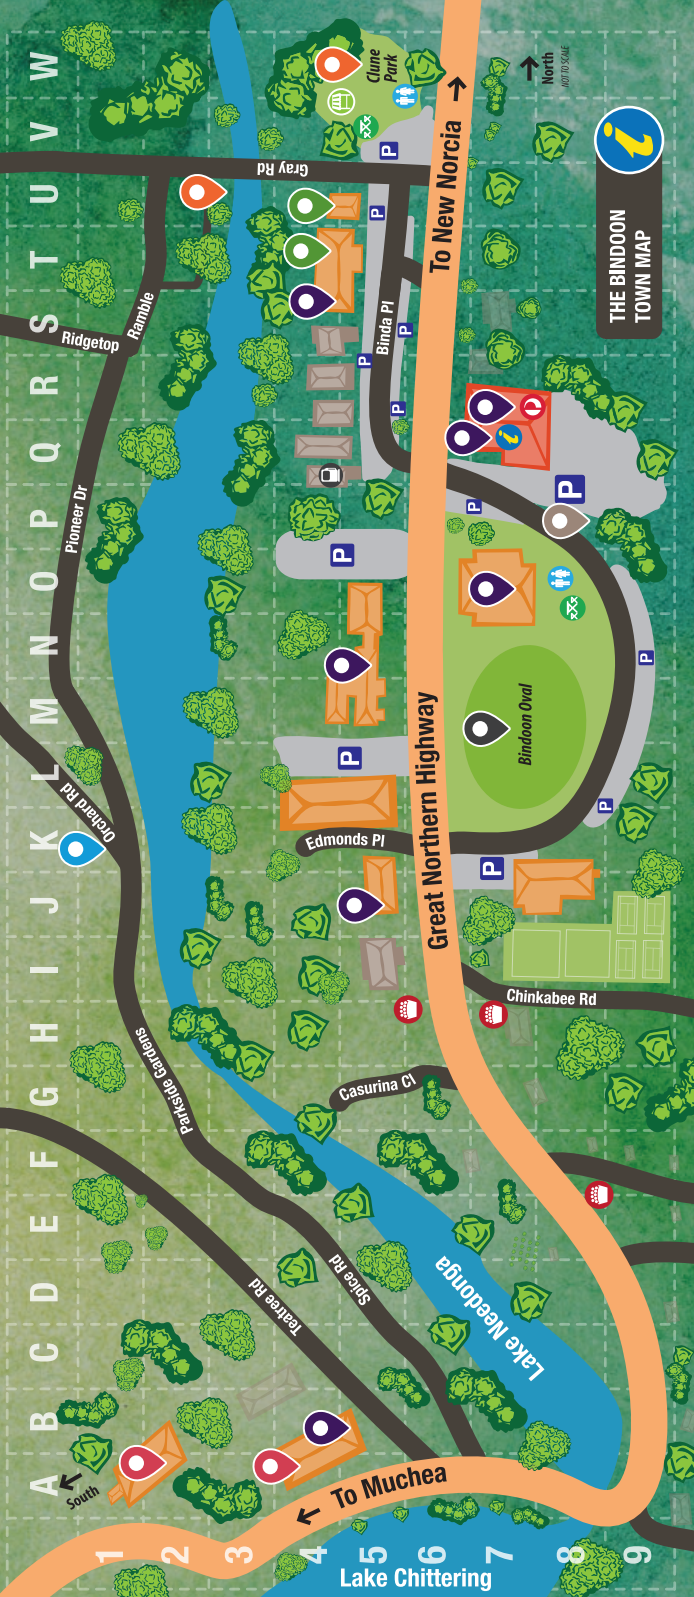 W
V
U
T
S
R
Q
P
O
N
M
L
K
J
I
H
G
F
E
D
C
B
A
1
2
3
4
5
6
7
8
9
Clune
Park
North
NOT TO SCALE
i
THE BINDOON
TOWN MAP
Gray Rd
To New Norcia
P
P
Binda Pl
P
P
P
Ramble
Ridgetop
Pioneer Dr
i
P
P
P
Bindoon Oval
P
P
P
Great Northern Highway
Orchard Rd
Edmonds Pl
P
Chinkabee Rd
Parkside Gardens
Casurina Cl
Spice Rd
Teatree Rd
Lake Needonga
South
To Muchea
Lake Chittering